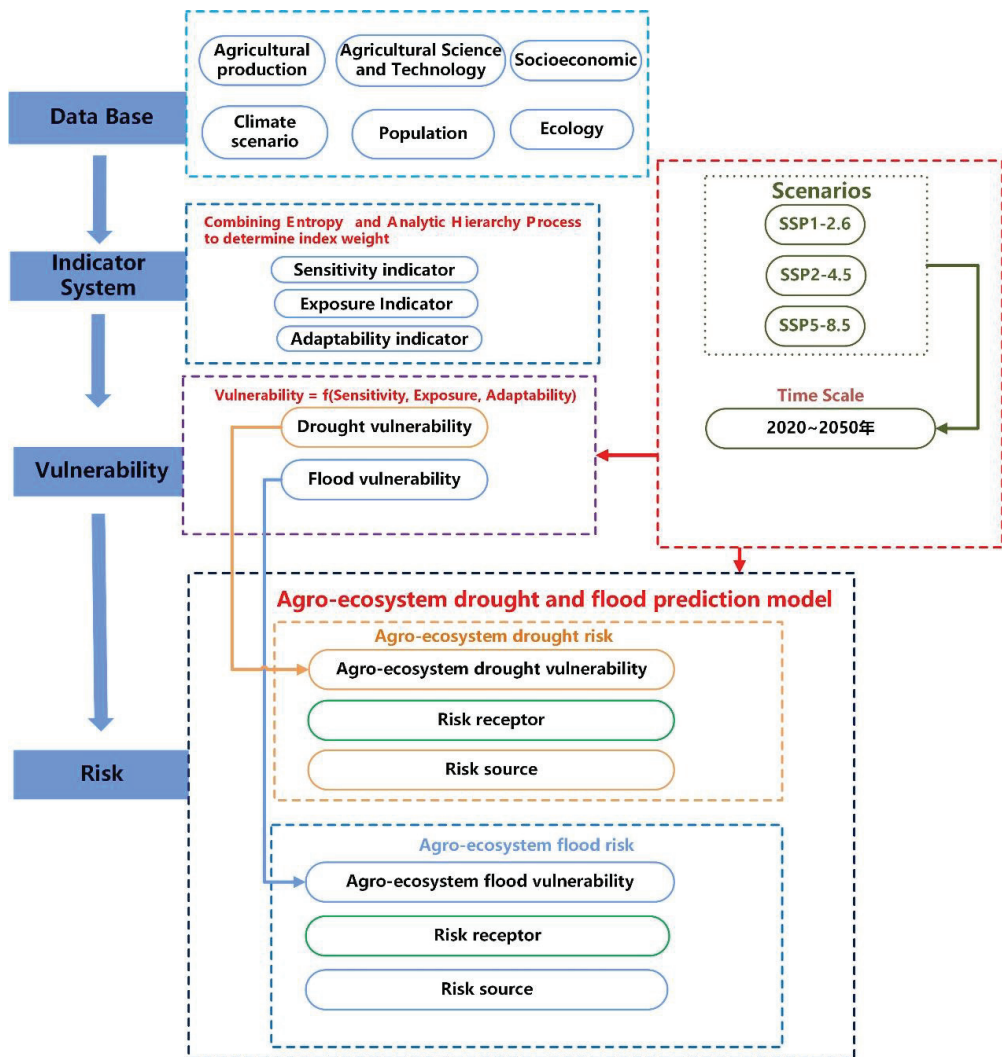 Agricultural
production
Agricultural Science
and Technology
Socioeconomic
Data Base
Climate
scenario
Population
Ecology
Scenarios
SSP1-2.6
SSP2-4.5
SSP5-8.5
Time Scale
2020~2050年
Combining Entropy and Analytic Hierarchy Process
to determine index weight
Indicator
System
Sensitivity indicator
Exposure Indicator
Adaptability indicator
Vulnerability = f(Sensitivity, Exposure, Adaptability)
Drought vulnerability
Vulnerability
Flood vulnerability
Agro-ecosystem drought and flood prediction model
Agro-ecosystem drought risk
Agro-ecosystem drought vulnerability
Risk receptor
Risk source
Risk
Agro-ecosystem flood risk
Agro-ecosystem flood vulnerability
Risk receptor
Risk source